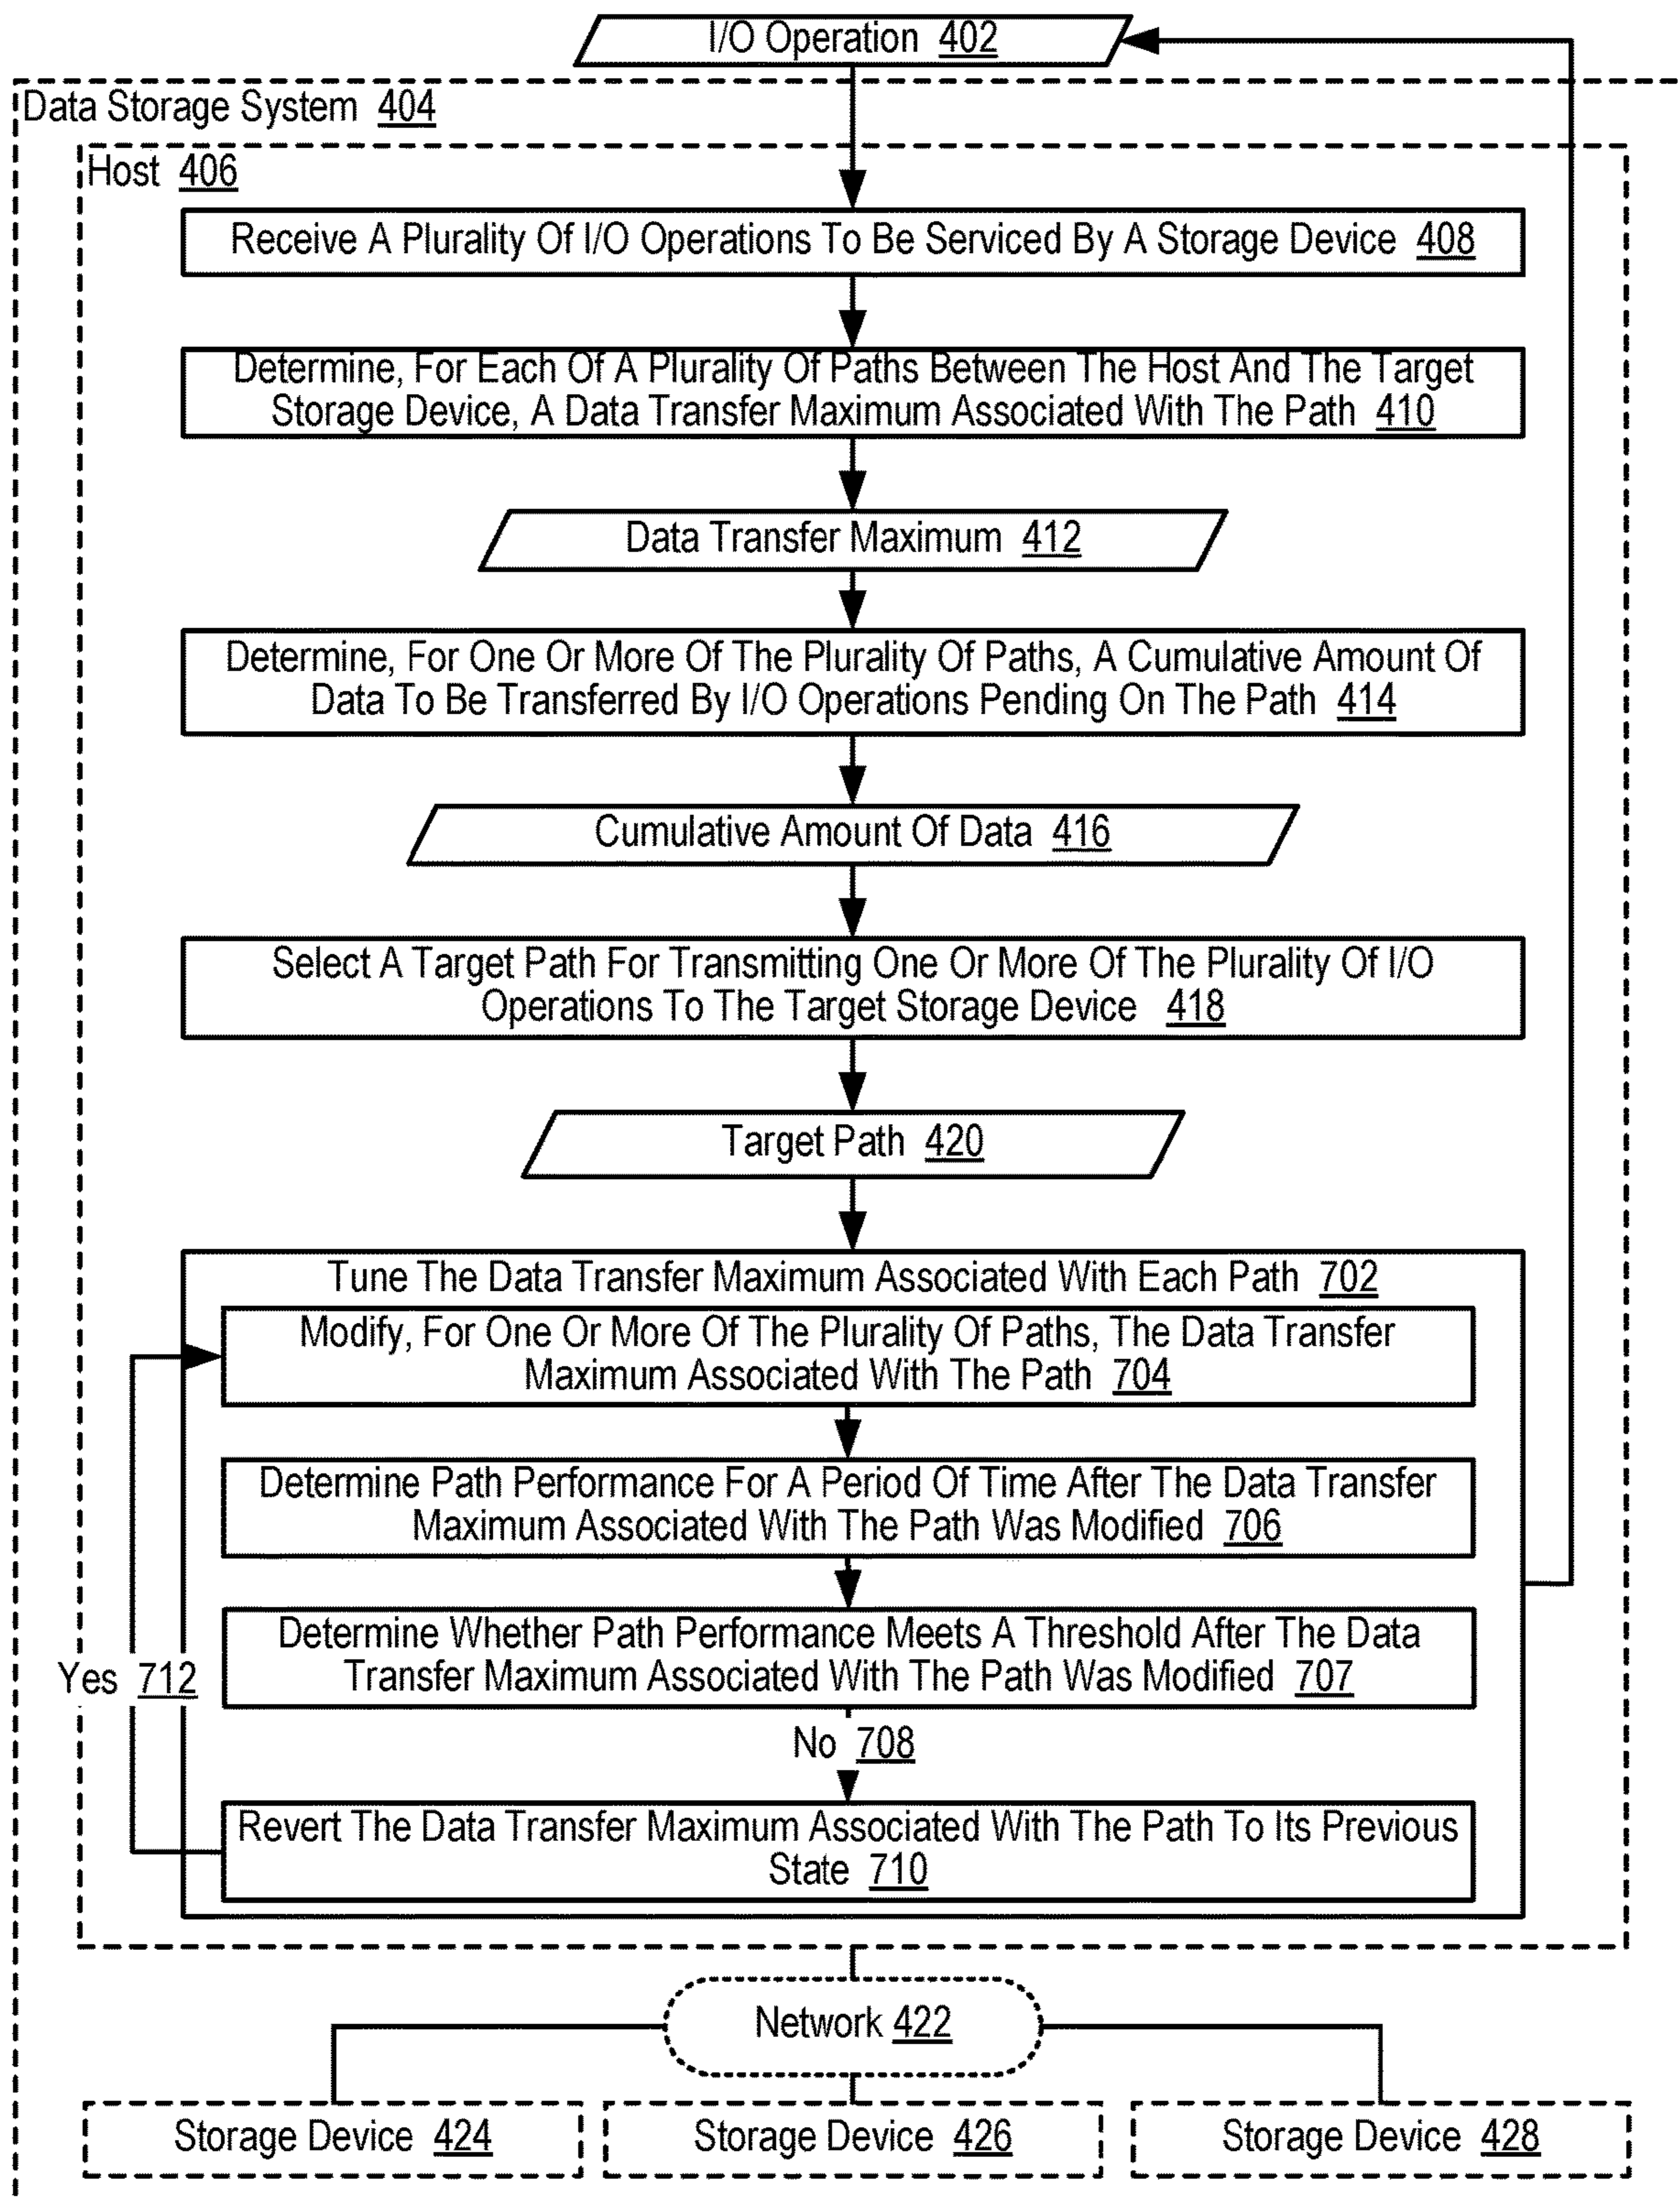 I/O Operation 402
Data Storage System 404
Host 406
Receive A Plurality Of I/O Operations To Be Serviced By A Storage Device 408
Determine, For Each Of A Plurality Of Paths Between The Host And The Target
Storage Device, A Data Transfer Maximum Associated With The Path 410
Data Transfer Maximum 412
Determine, For One Or More Of The Plurality Of Paths, A Cumulative Amount Of
Data To Be Transferred By I/O Operations Pending On The Path 414
Cumulative Amount Of Data 416
Select A Target Path For Transmitting One Or More Of The Plurality Of I/O
Operations To The Target Storage Device 418
Target Path 420
Tune The Data Transfer Maximum Associated With Each Path 702
Modify, For One Or More Of The Plurality Of Paths, The Data Transfer
Maximum Associated With The Path 704
Determine Path Performance For A Period Of Time After The Data Transfer
Maximum Associated With The Path Was Modified 706
Determine Whether Path Performance Meets A Threshold After The Data
Transfer Maximum Associated With The Path Was Modified 707
Yes 712
No 708
Revert The Data Transfer Maximum Associated With The Path To Its Previous
State 710
Network 422
Storage Device 424
Storage Device 426
Storage Device 428